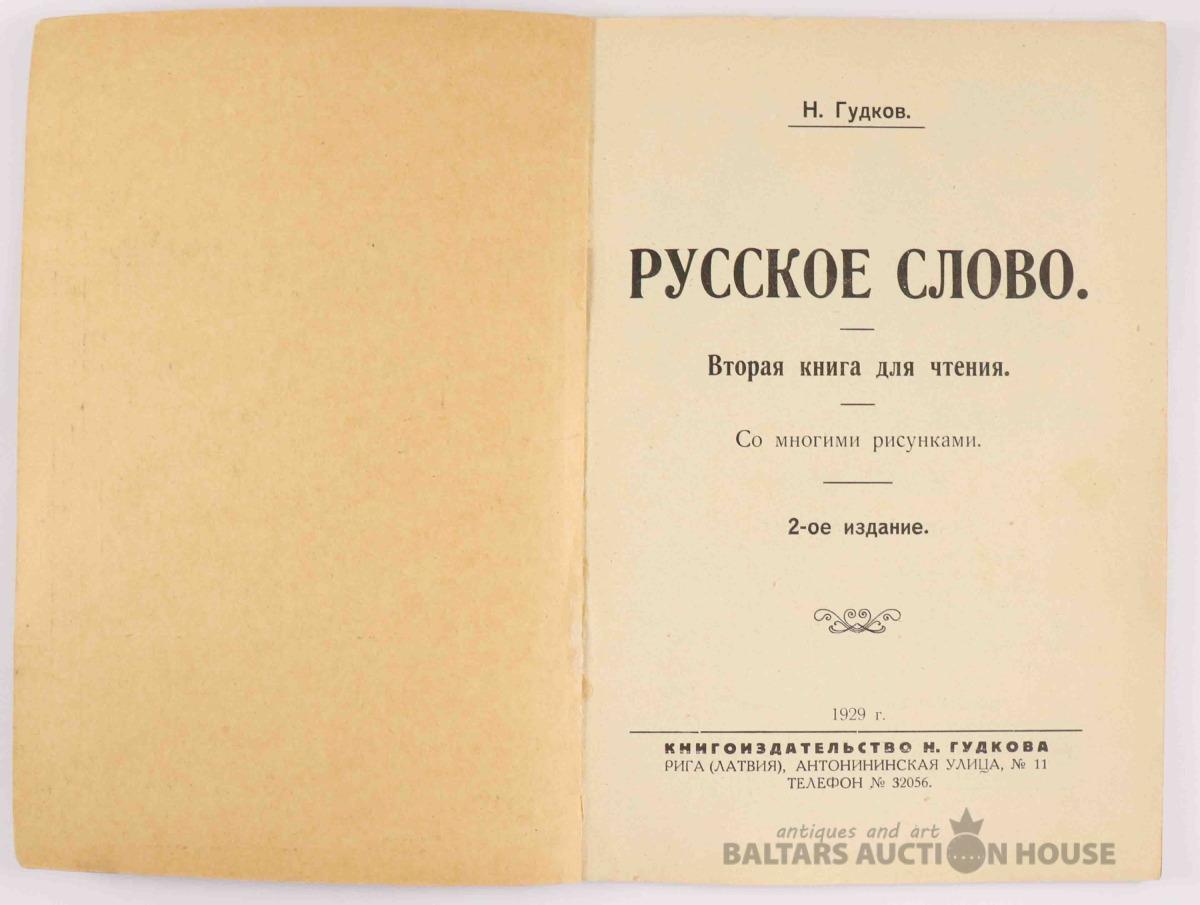 Н. Гудков.
РУССКОЕ СЛОВО.
Вторая книга для чтения.
Со многими рисунками.
2-ое издание.
1929 г.
КНИГОИЗДАТЕЛЬСТВО Н. ГУДКОВА
РИГА (ЛАТВИЯ), АНТОНИНИНСКАЯ УЛИЦА, № 11
ТЕЛЕФОН № 32056.
antiques and art
BALTARS AUCTION HOUSE